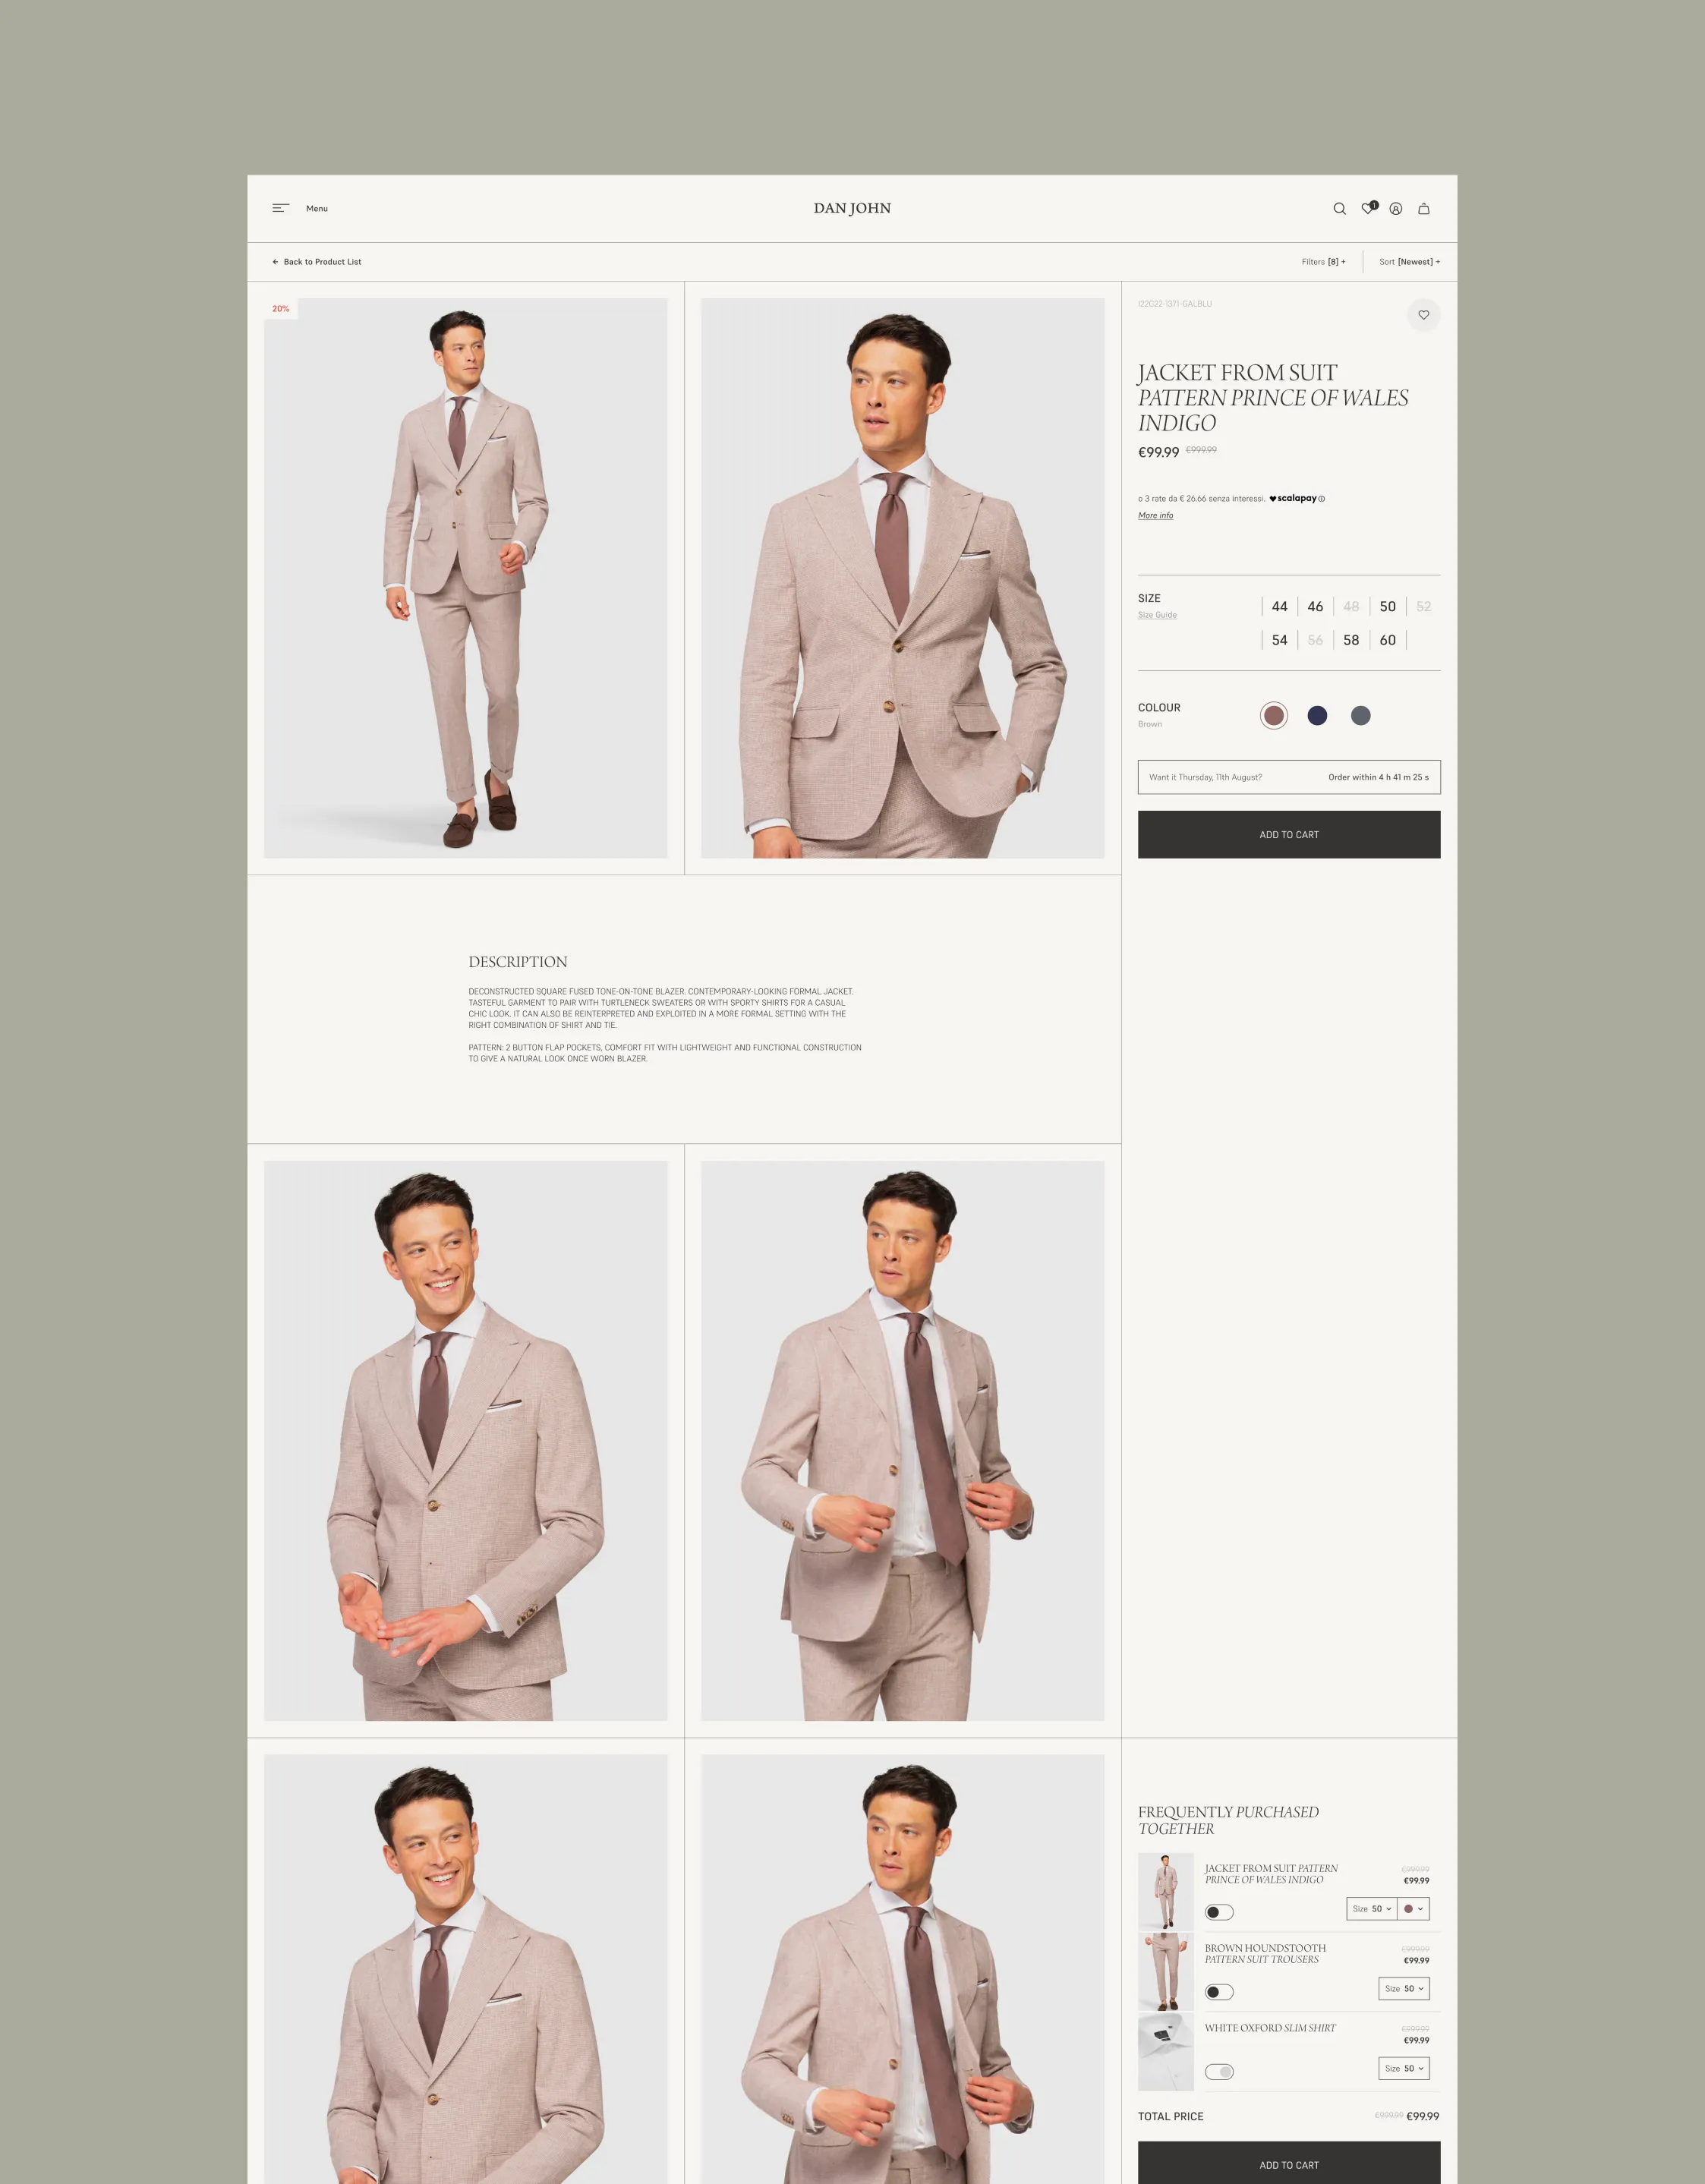 Menu
DAN JOHN
1
← Back to Product List
Filters [8] +
Sort [Newest] +
20%
I22022-1371-GALBLU
JACKET FROM SUIT
PATTERN PRINCE OF WALES
INDIGO
€99.99 €999.99
o 3 rate da € 26.66 senza interessi. scalapay
More info
SIZE
Size Guide
44 46 48 50 52
54 56 58 60
COLOUR
Brown
Want it Thursday, 11th August? Order within 4 h 41 m 25 s
ADD TO CART
DESCRIPTION
DECONSTRUCTED SQUARE FUSED TONE-ON-TONE BLAZER. CONTEMPORARY-LOOKING FORMAL JACKET.
TASTEFUL GARMENT TO PAIR WITH TURTLENECK SWEATERS OR WITH SPORTY SHIRTS FOR A CASUAL
CHIC LOOK. IT CAN ALSO BE REINTERPRETED AND EXPLOITED IN A MORE FORMAL SETTING WITH THE
RIGHT COMBINATION OF SHIRT AND TIE.
PATTERN: 2 BUTTON FLAP POCKETS, COMFORT FIT WITH LIGHTWEIGHT AND FUNCTIONAL CONSTRUCTION
TO GIVE A NATURAL LOOK ONCE WORN BLAZER.
FREQUENTLY PURCHASED
TOGETHER
JACKET FROM SUIT PATTERN
PRINCE OF WALES INDIGO
€999.99
€99.99
Size 50
BROWN HOUNDSTOOTH
PATTERN SUIT TROUSERS
€999.99
€99.99
Size 50
WHITE OXFORD SLIM SHIRT
€999.99
€99.99
Size 50
TOTAL PRICE
€999.99 €99.99
ADD TO CART